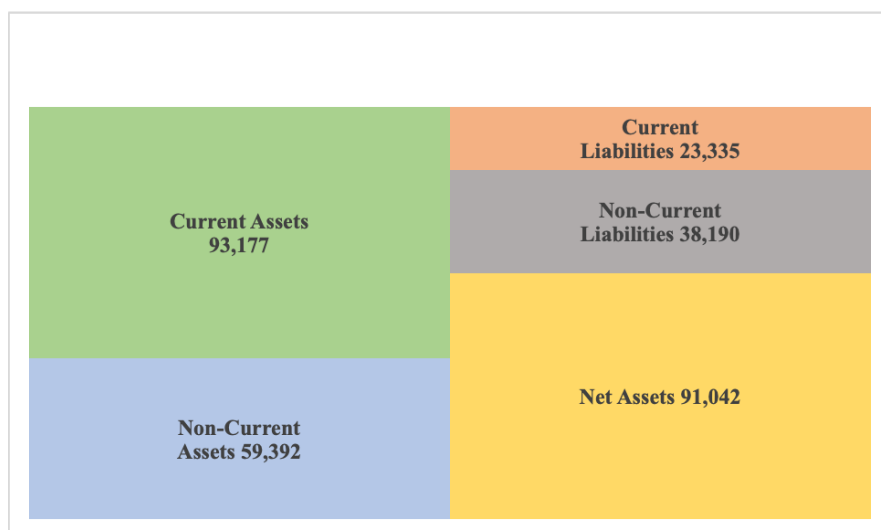 Current Assets
93,177
Non-Current
Assets 59,392
Current
Liabilities 23,335
Non-Current
Liabilities 38,190
Net Assets 91,042